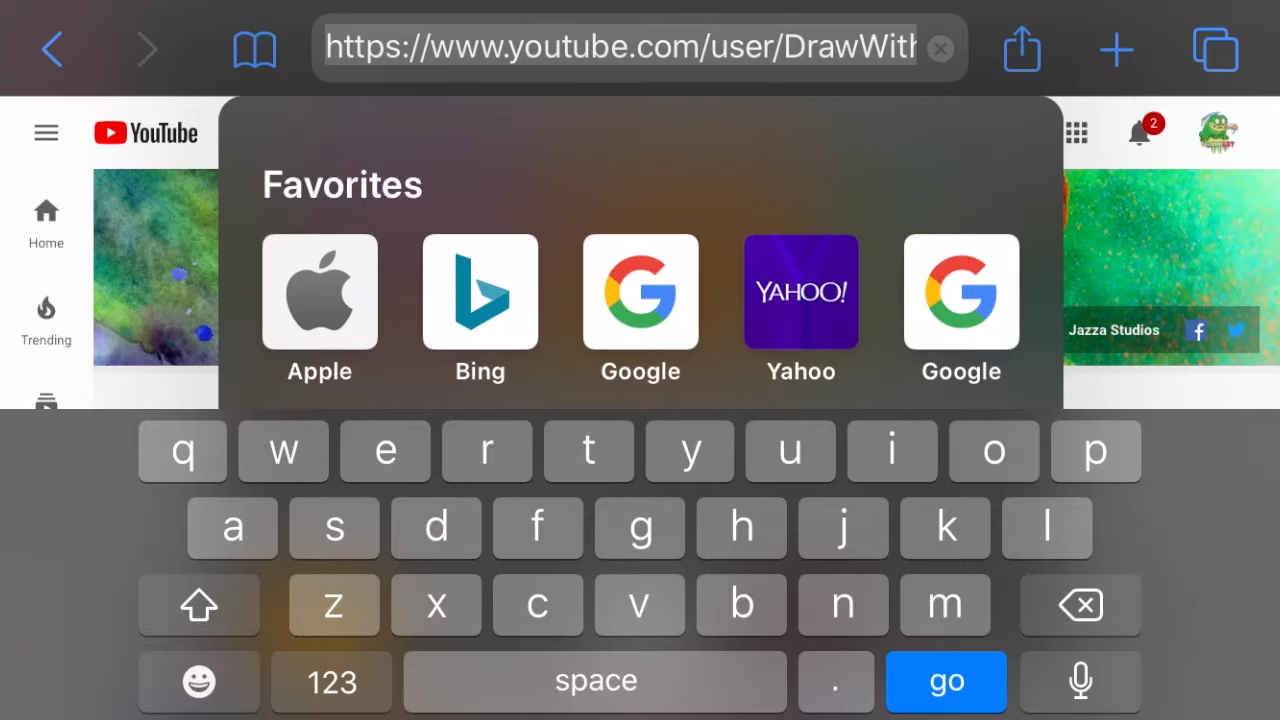 https://www.youtube.com/user/DrawWith
YouTube
2
Favorites
Home
Trending
YAHOO!
Jazza Studios
Apple Bing Google Yahoo Google
q w e r t y u i o p
a s d f g h j k l
z x c v b n m
123 space . go